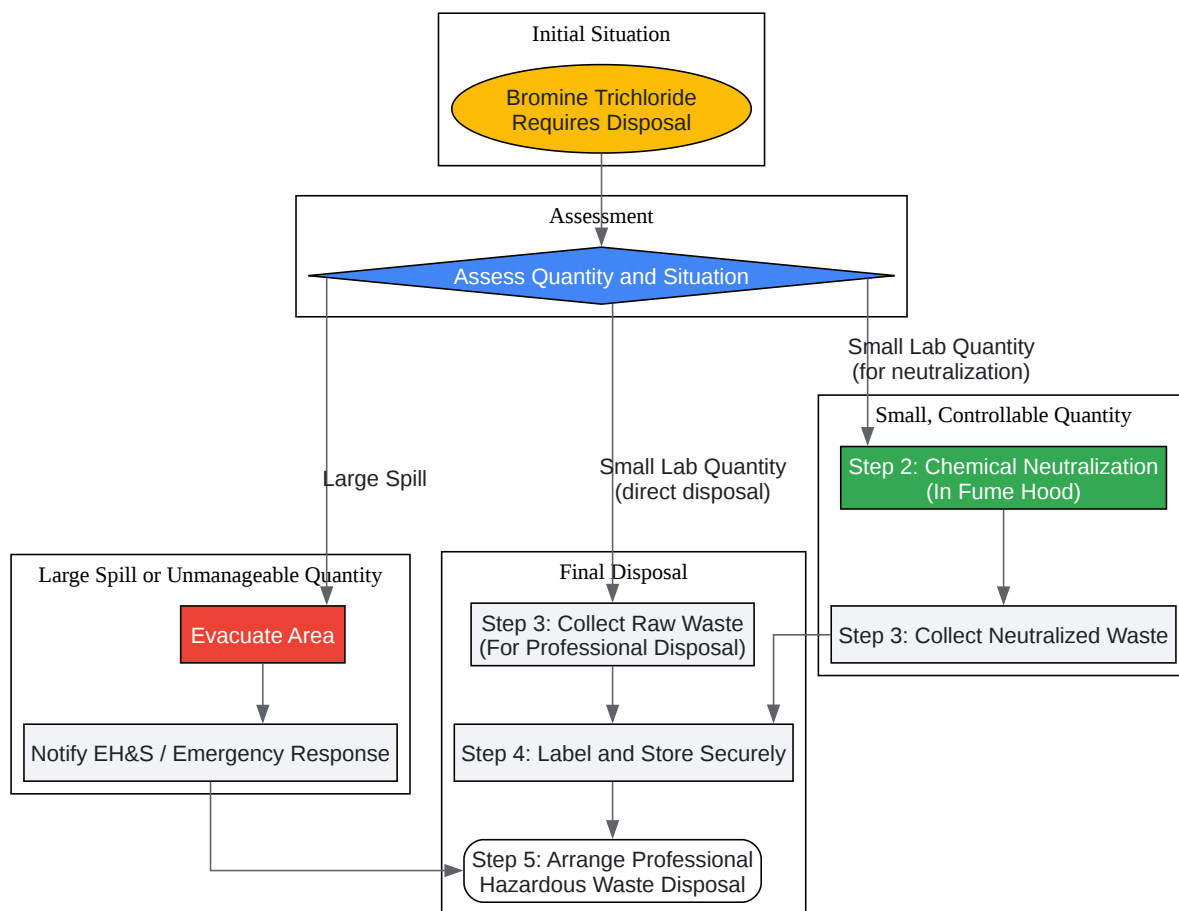 Initial Situation
Bromine Trichloride
Requires Disposal
Assessment
Assess Quantity and Situation
Small Lab Quantity
(for neutralization)
Small, Controllable Quantity
Step 2: Chemical Neutralization
(In Fume Hood)
Large Spill
Small Lab Quantity
(direct disposal)
Large Spill or Unmanageable Quantity
Evacuate Area
Notify EH&S / Emergency Response
Final Disposal
Step 3: Collect Raw Waste
(For Professional Disposal)
Step 3: Collect Neutralized Waste
Step 4: Label and Store Securely
Step 5: Arrange Professional
Hazardous Waste Disposal